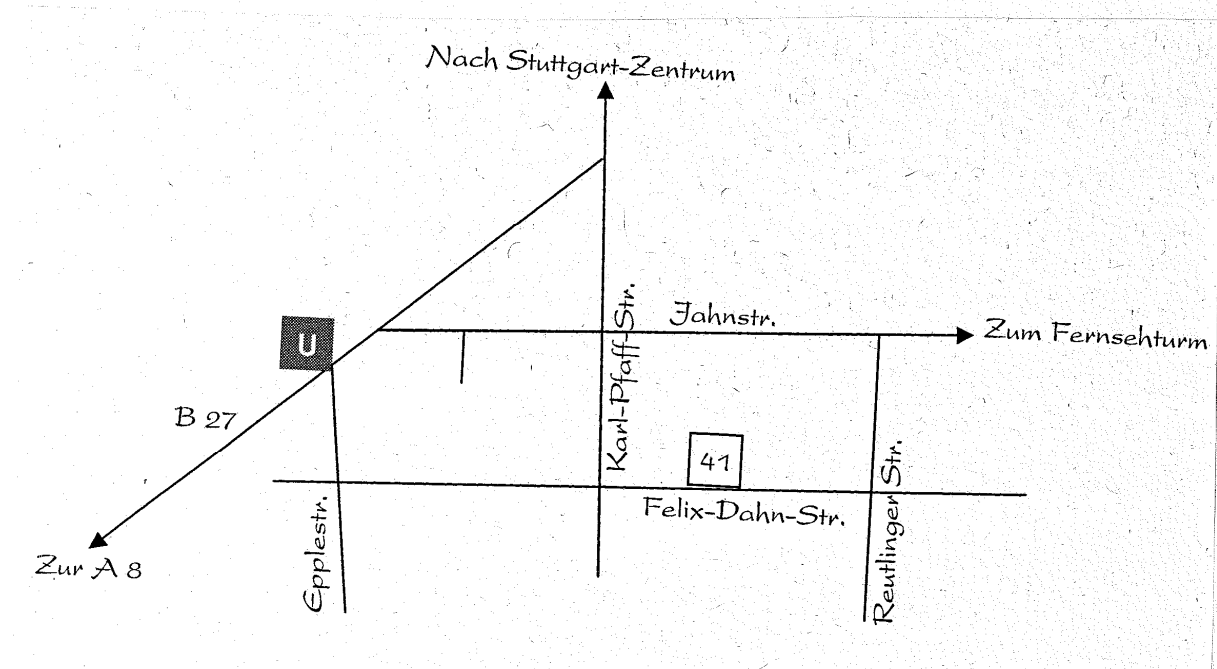 Nach Stuttgart-Zentrum
Jahnstr.
Zum Fernsehturm
U
Karl-Pfaff-Str.
B 27
41
Felix-Dahn-Str.
Reutlinger Str.
Epplestr.
Zur A 8